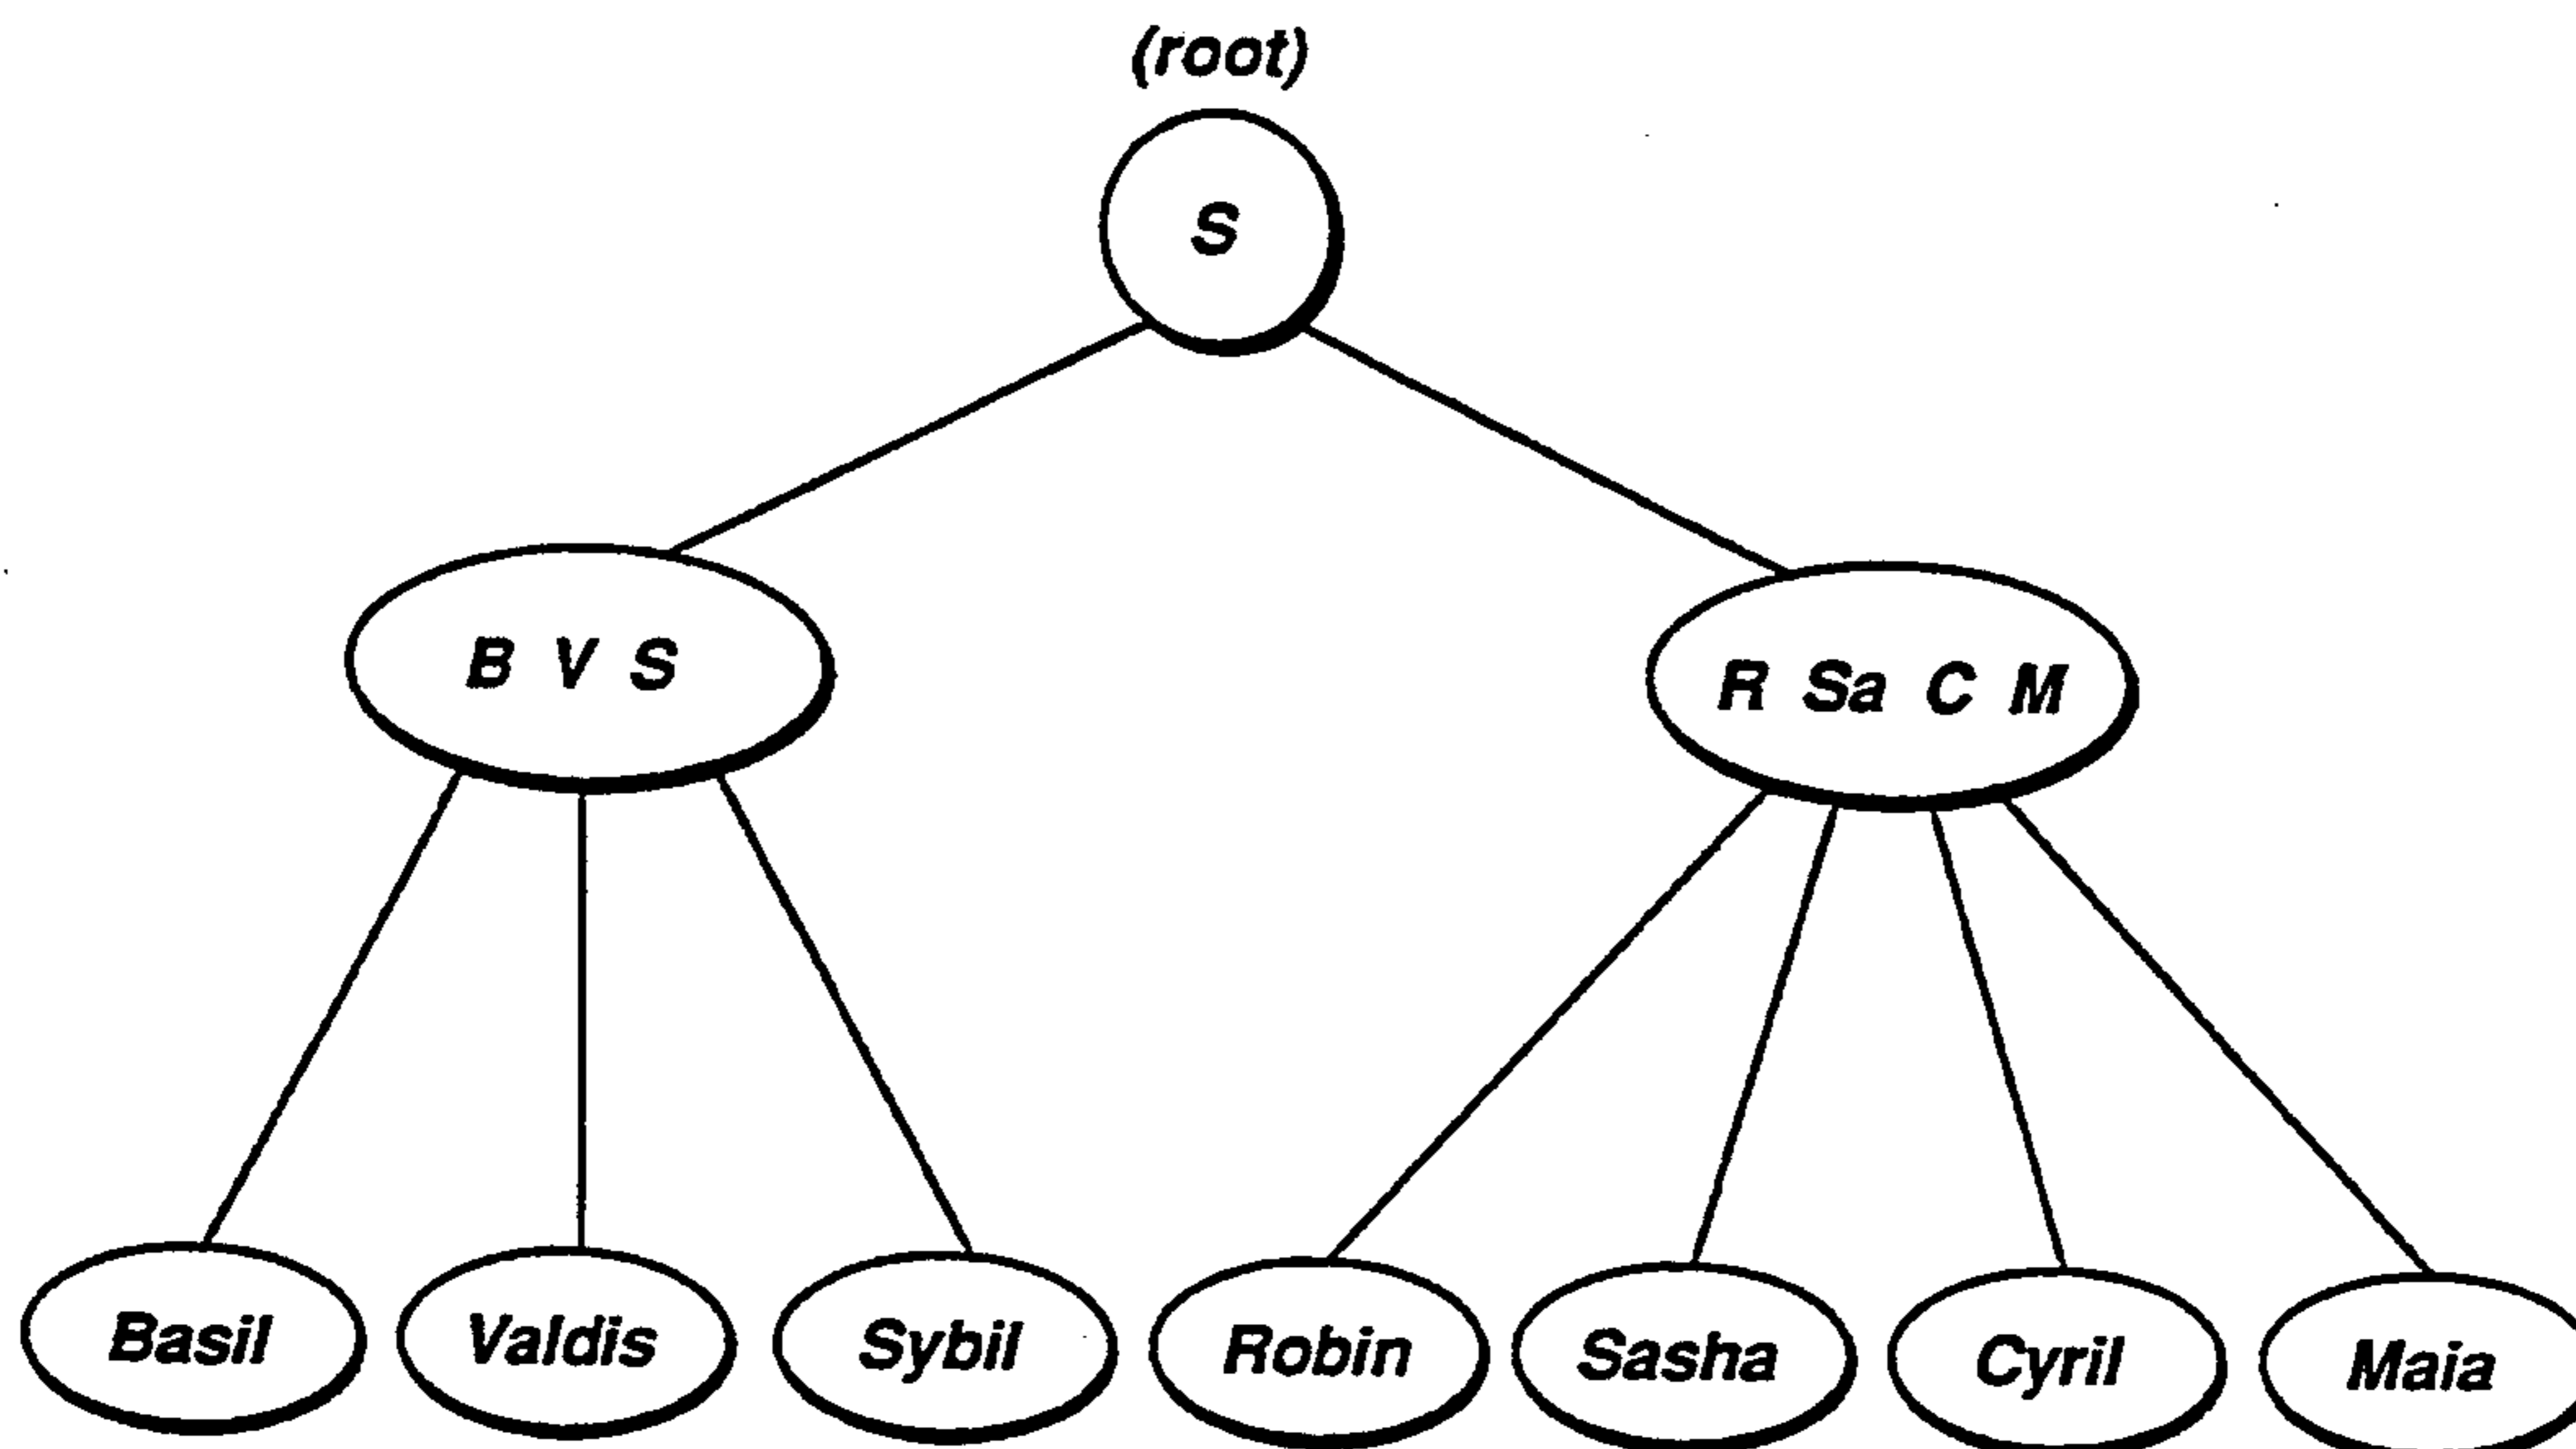 (root)
S
B V S
R Sa C M
Basil Valdis Sybil Robin Sasha Cyril Maia